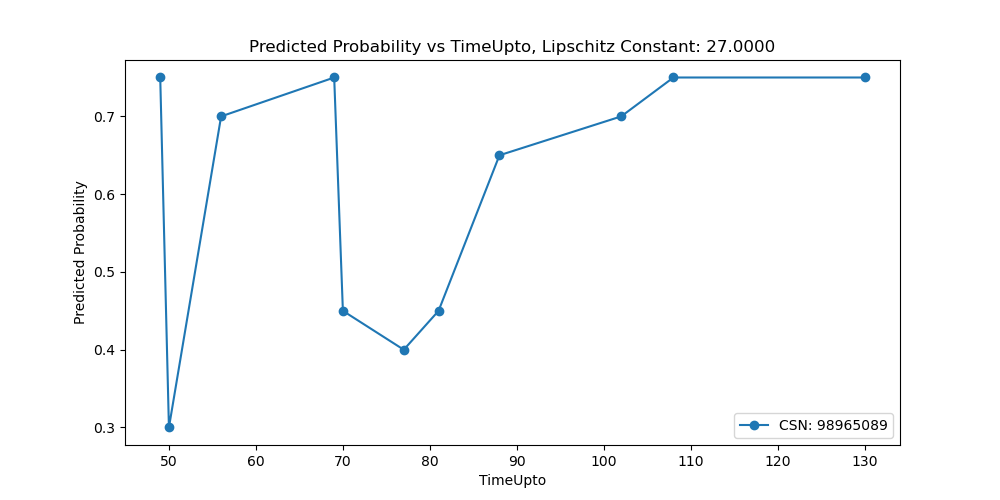 Predicted Probability vs TimeUpto, Lipschitz Constant: 27.0000
Predicted Probability
0.7
0.6
0.5
0.4
0.3
CSN: 98965089
50 60 70 80 90 100 110 120 130
TimeUpto